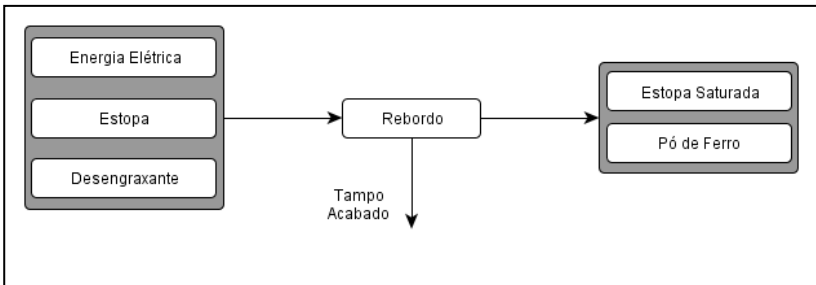 Energia Elétrica
Estopa
Desengraxante
Rebordo
Tampo
Acabado
Estopa Saturada
Pó de Ferro